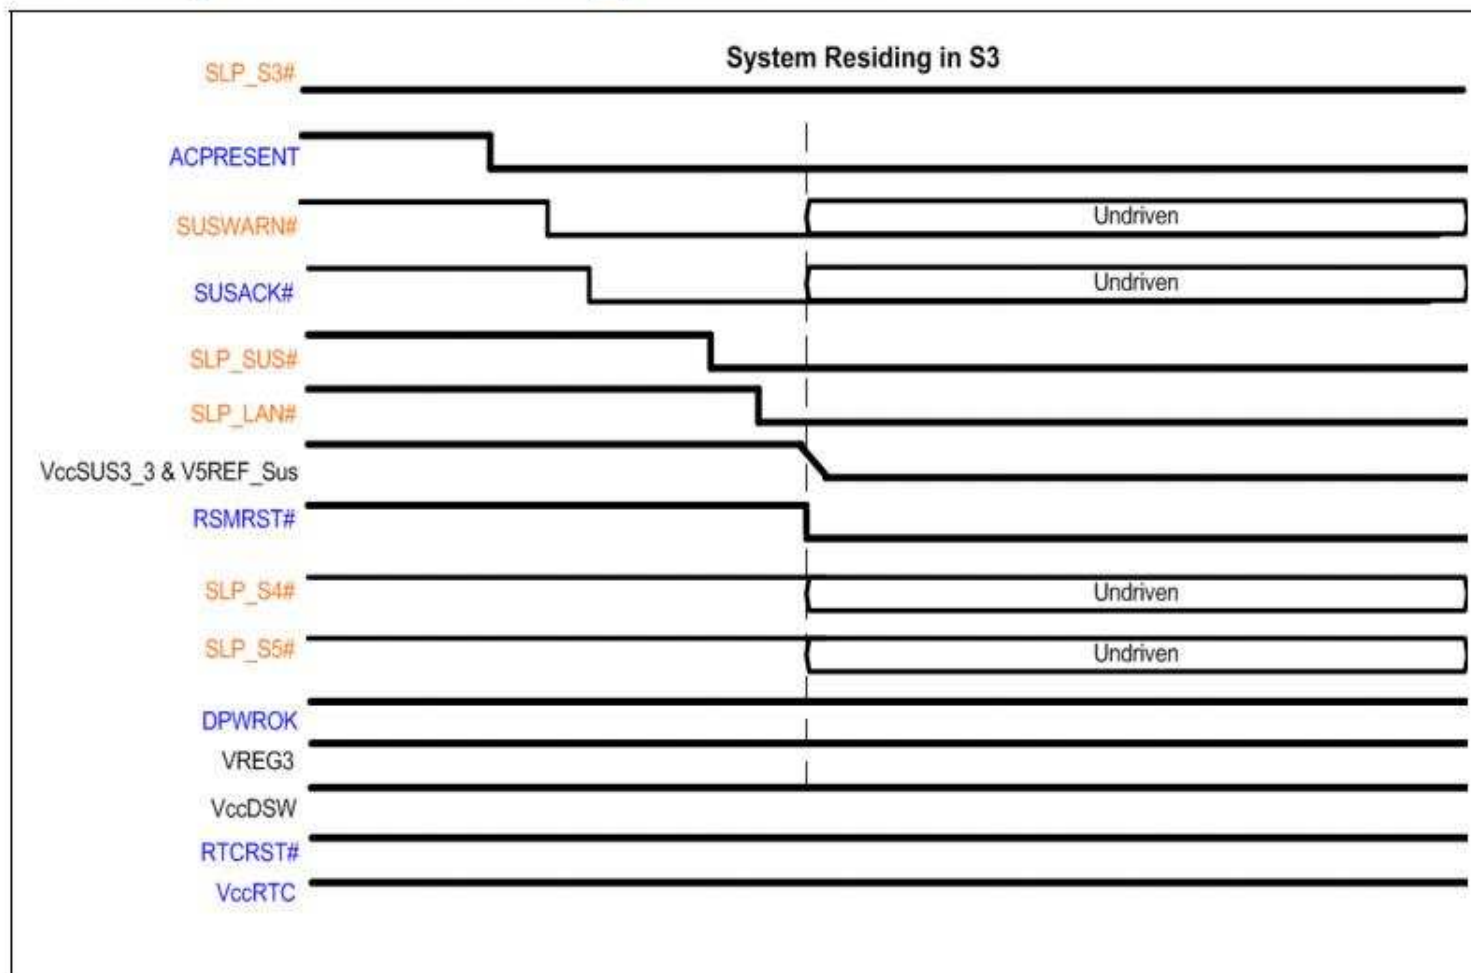 System Residing in S3
SLP_S3#
ACPRESENT
SUSWARN#
Undriven
SUSACK#
Undriven
SLP_SUS#
SLP_LAN#
VccSUS3_3 & V5REF_Sus
RSMRST#
SLP_S4#
Undriven
SLP_S5#
Undriven
DPWROK
VREG3
VccDSW
RTCRST#
VccRTC